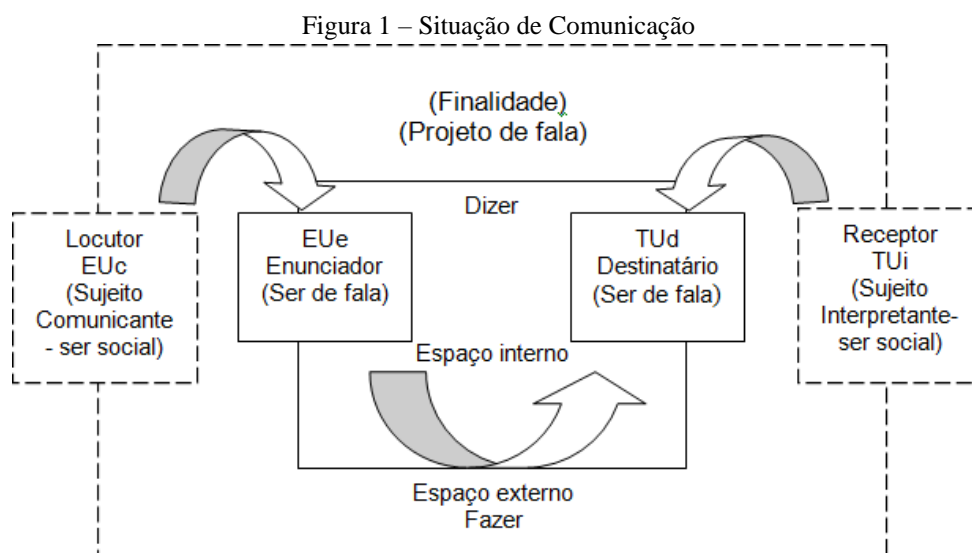 Figura 1 – Situação de Comunicação
(Finalidade)
(Projeto de fala)
Dizer
Locutor
EUc
(Sujeito
Comunicante
- ser social)
EUe
Enunciador
(Ser de fala)
TUd
Destinatário
(Ser de fala)
Receptor
TUi
(Sujeito
Interpretante-
ser social)
Espaço interno
Espaço externo
Fazer